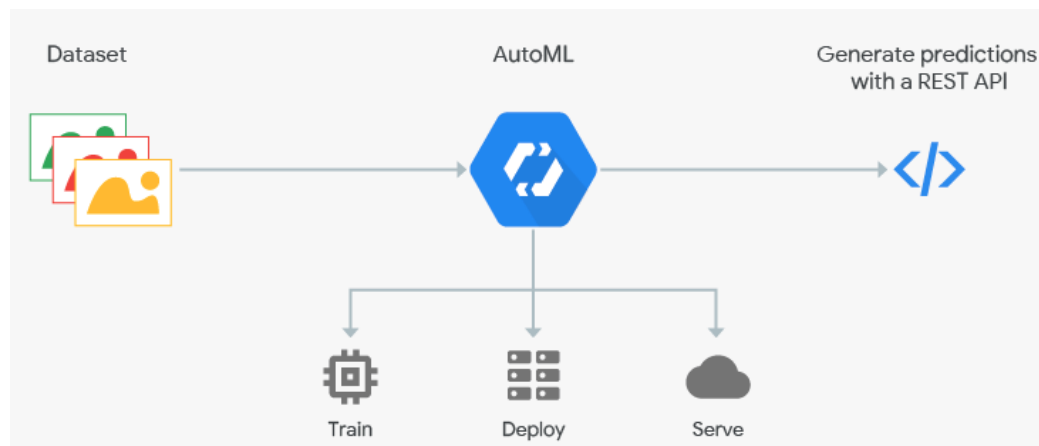 Dataset
AutoML
Generate predictions
with a REST API
Train
Deploy
Serve